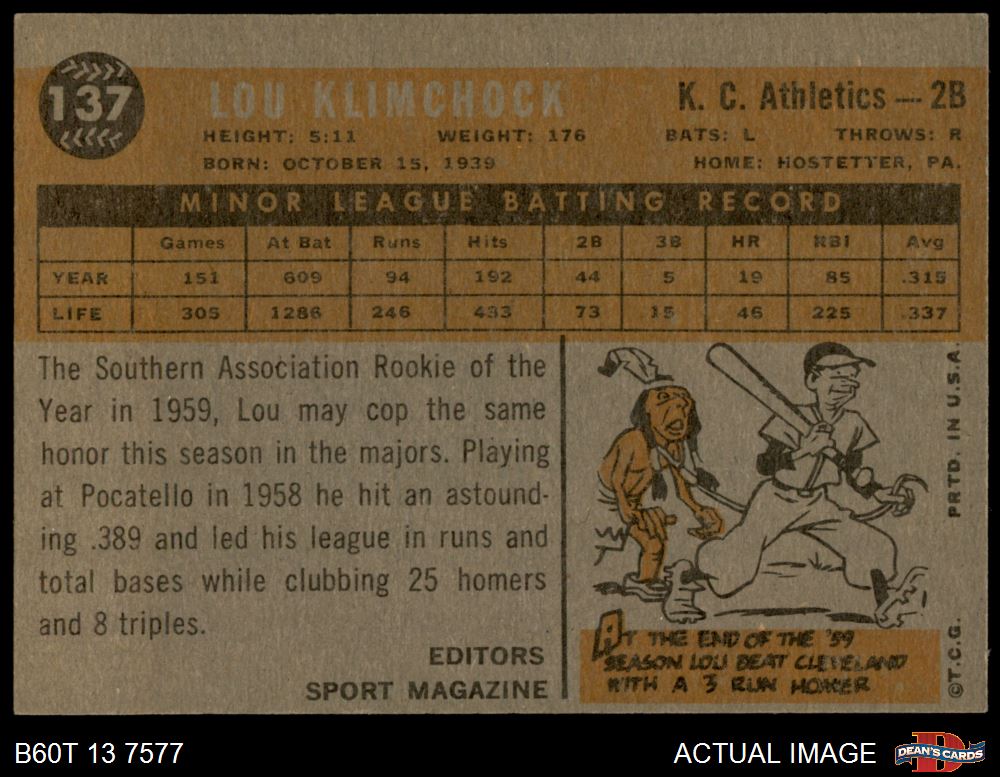 137
LOU KLIMCHOCK
K. C. Athletics — 2B
HEIGHT: 5:11 WEIGHT: 176 BATS: L THROWS: R
BORN: OCTOBER 15, 1939 HOME: HOSTETTER, PA.
MINOR LEAGUE BATTING RECORD
Games At Bat Runs Hits 2B 3B HR RBI Avg
YEAR 151 609 94 192 44 5 19 85 .315
LIFE 305 1286 246 433 73 15 46 225 .337
The Southern Association Rookie of the
Year in 1959, Lou may cop the same
honor this season in the majors. Playing
at Pocatello in 1958 he hit an astound-
ing .389 and led his league in runs and
total bases while clubbing 25 homers
and 8 triples.
EDITORS
SPORT MAGAZINE
AT THE END OF THE '59
SEASON LOU BEAT CLEVELAND
WITH A 3 RUN HOMER
©T.C.G. PRTD. IN U.S.A.
B60T 13 7577
ACTUAL IMAGE
DEAN'S CARDS